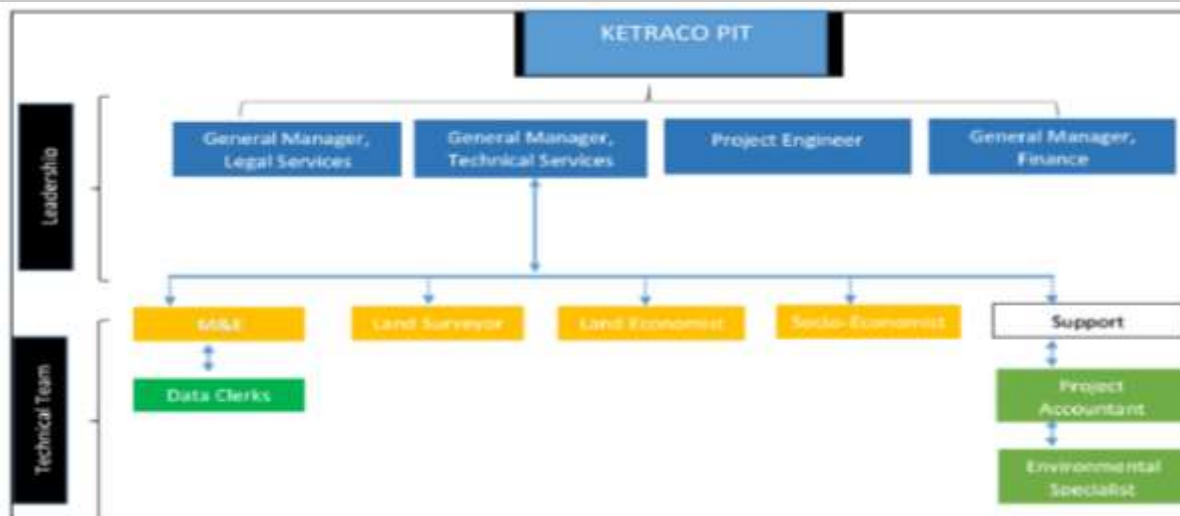 KETRACO PIT
Leadership
General Manager,
Legal Services
General Manager,
Technical Services
Project Engineer
General Manager,
Finance
Technical Team
M&E
Land Surveyor
Land Economist
Socio-Economist
Support
Data Clerks
Project
Accountant
Environmental
Specialist